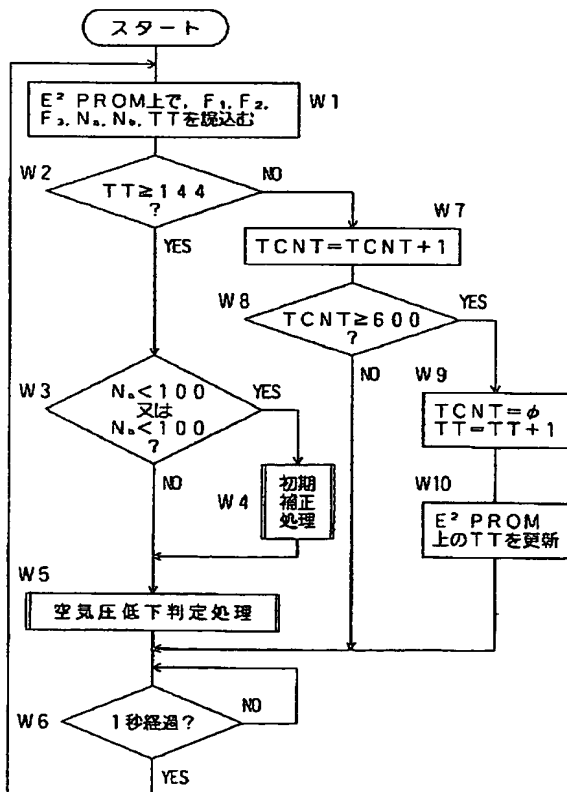 スタート
E² PROM上で, F₁, F₂,
F₃, Nₐ, N_b, TTを読込む
W1
W2
TT≥144
?
NO
YES
W7
TCNT=TCNT+1
W8
TCNT≥600
?
YES
NO
W9
TCNT=φ
TT=TT+1
W10
E² PROM
上のTTを更新
W3
Nₐ<100
又は
N_b<100
?
YES
NO
W4
初期
補正
処理
W5
空気圧低下判定処理
W6
1秒経過?
NO
YES